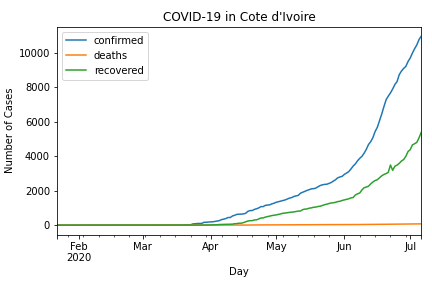 COVID-19 in Cote d'Ivoire
confirmed
deaths
recovered
Number of Cases
10000
8000
6000
4000
2000
0
Feb
2020
Mar
Apr
May
Jun
Jul
Day